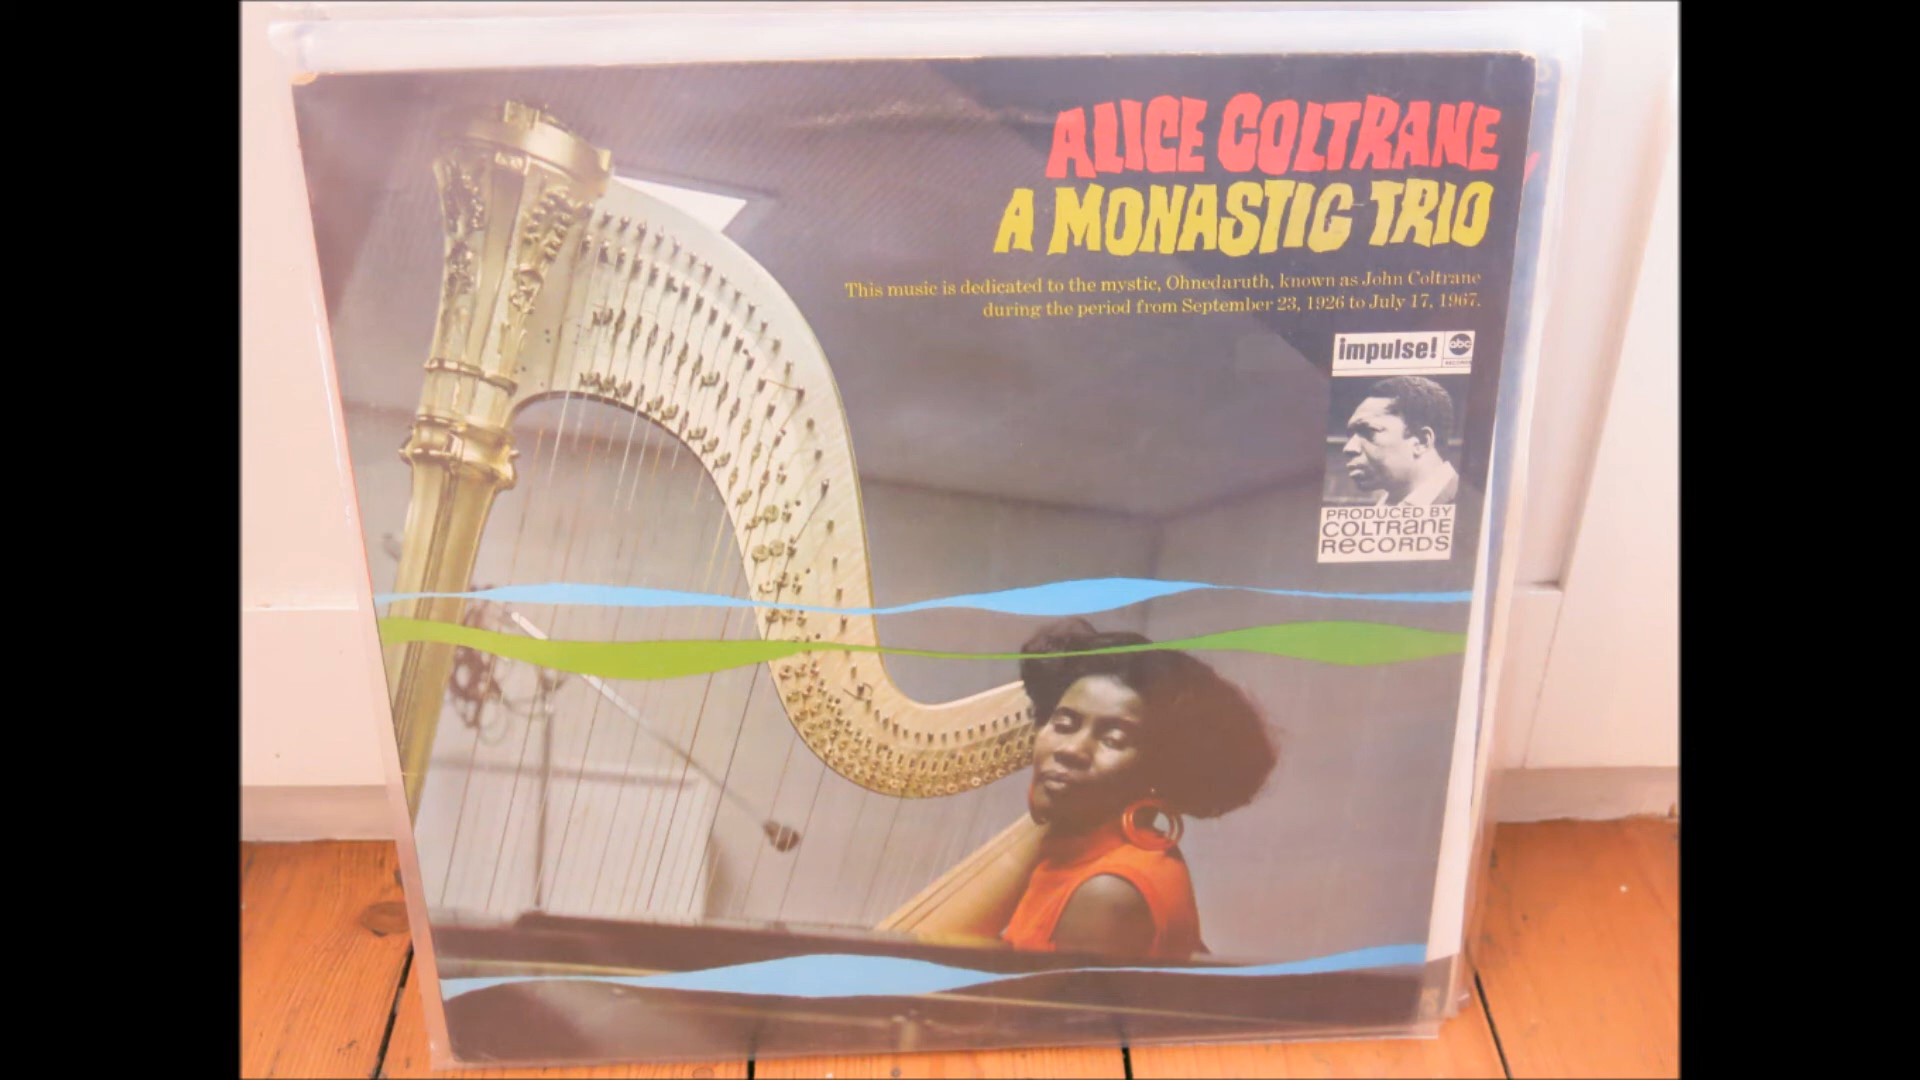 ALICE COLTRANE
A MONASTIC TRIO
This music is dedicated to the mystic, Ohnedaruth, known as John Coltrane
during the period from September 23, 1926 to July 17, 1967.
impulse!
abc
RECORDS
PRODUCED BY
COLTRANE
RECORDS